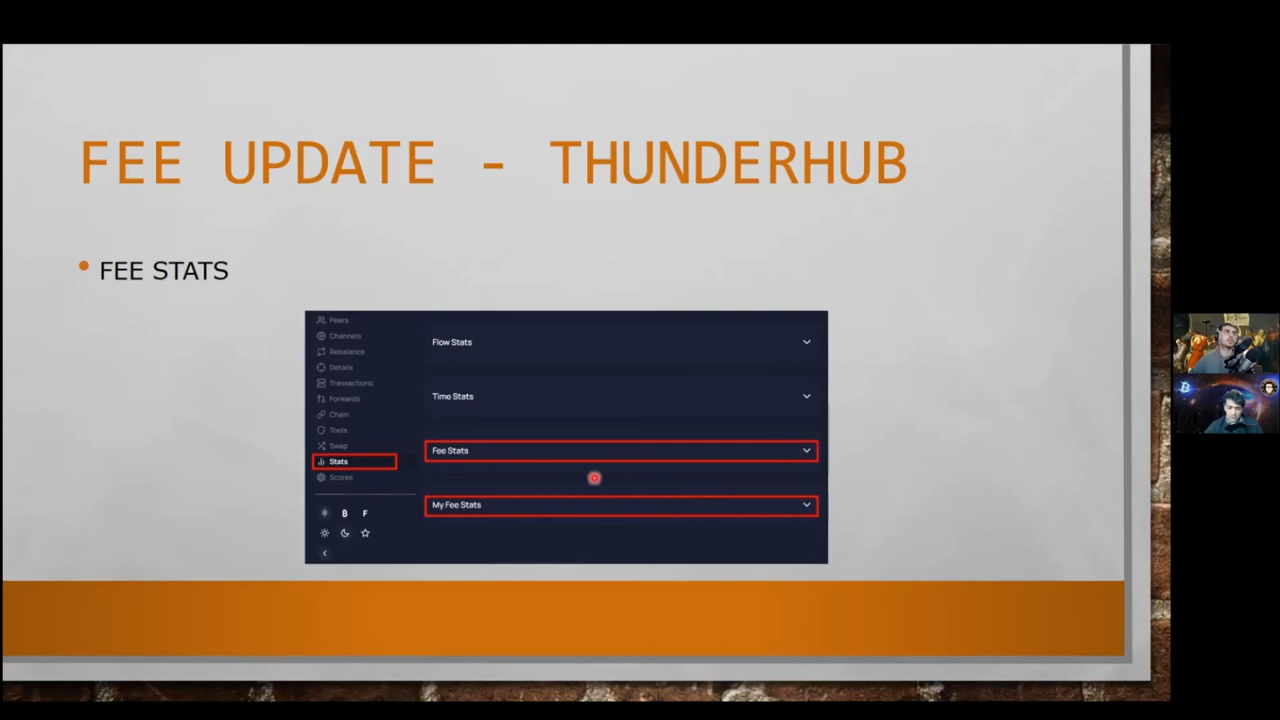 FEE UPDATE - THUNDERHUB
• FEE STATS
Peers
Channels
Rebalance
Details
Transactions
Forwards
Chain
Tools
Swap
Stats
Scores
B F
Flow Stats
Time Stats
Fee Stats
My Fee Stats